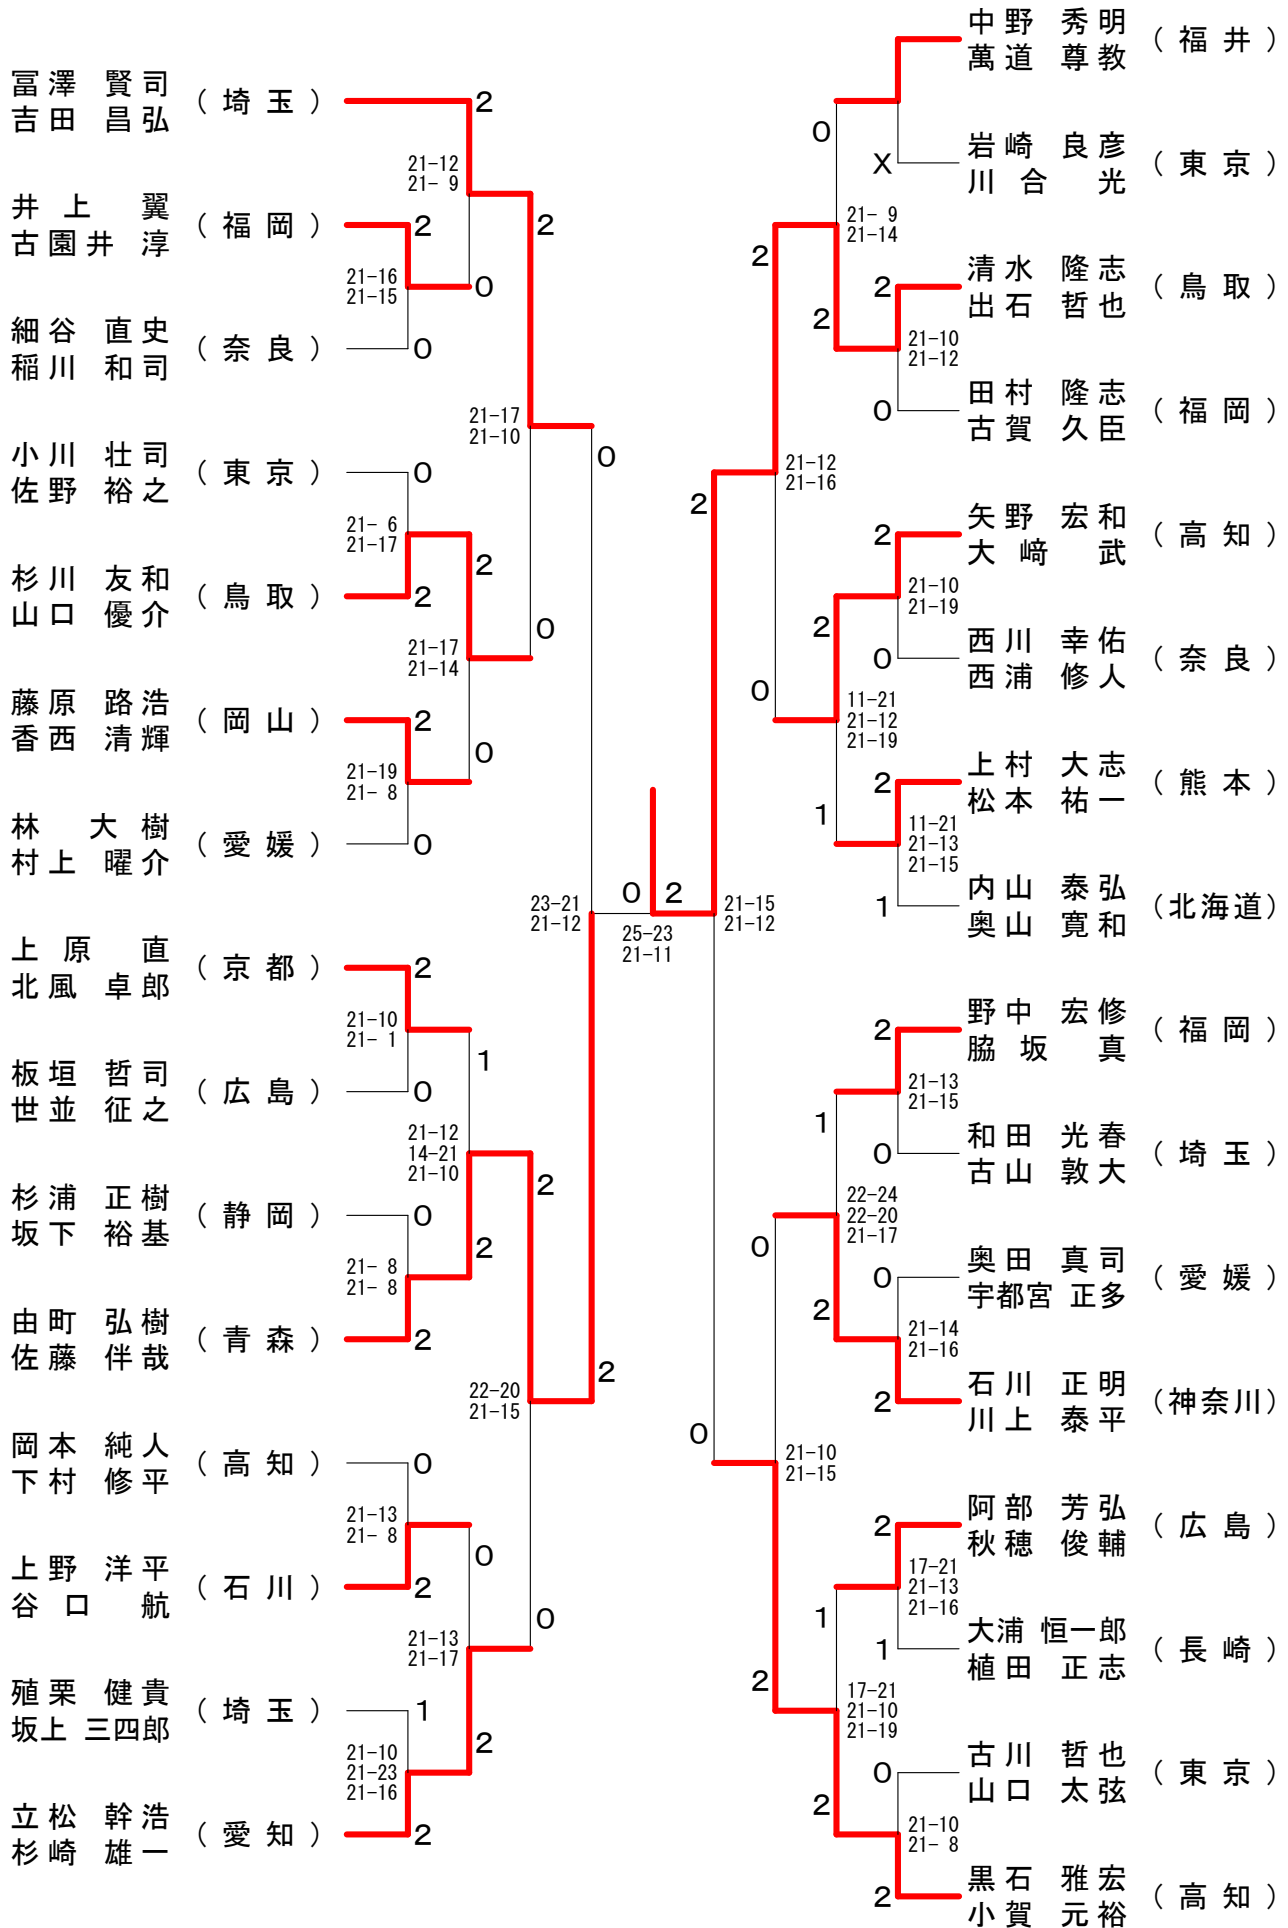 冨澤 賢司
吉田 昌弘
（埼玉）
2
21-12
21- 9
井上 翼
古園井 淳
（福岡）
2
2
21-16
21-15
0
細谷 直史
稲川 和司
（奈良）
0
21-17
21-10
0
小川 壮司
佐野 裕之
（東京）
0
21- 6
21-17
2
杉川 友和
山口 優介
（鳥取）
2
0
21-17
21-14
藤原 路浩
香西 清輝
（岡山）
2
0
21-19
21- 8
林 大樹
村上 曜介
（愛媛）
0
23-21
21-12
上原 直
北風 卓郎
（京都）
2
21-10
21- 1
1
板垣 哲司
世並 征之
（広島）
0
21-12
14-21
21-10
2
杉浦 正樹
坂下 裕基
（静岡）
0
2
21- 8
21- 8
由町 弘樹
佐藤 伴哉
（青森）
2
2
22-20
21-15
岡本 純人
下村 修平
（高知）
0
21-13
21- 8
0
上野 洋平
谷口 航
（石川）
2
0
21-13
21-17
殖栗 健貴
坂上 三四郎
（埼玉）
1
2
21-10
21-23
21-16
立松 幹浩
杉崎 雄一
（愛知）
2
0
2
25-23
21-11
中野 秀明
萬道 尊教
（福井）
0
X
岩崎 良彦
川合 光
（東京）
21- 9
21-14
2
清水 隆志
出石 哲也
（鳥取）
2
2
21-10
21-12
田村 隆志
古賀 久臣
（福岡）
0
21-12
21-16
2
矢野 宏和
大﨑 武
（高知）
2
21-10
21-19
2
西川 幸佑
西浦 修人
（奈良）
0
0
11-21
21-12
21-19
上村 大志
松本 祐一
（熊本）
2
1
11-21
21-13
21-15
内山 泰弘
奥山 寛和
（北海道）
1
21-15
21-12
野中 宏修
脇坂 真
（福岡）
2
21-13
21-15
1
和田 光春
古山 敦大
（埼玉）
0
22-24
22-20
21-17
0
奥田 真司
宇都宮 正多
（愛媛）
0
2
21-14
21-16
石川 正明
川上 泰平
（神奈川）
2
0
21-10
21-15
阿部 芳弘
秋穂 俊輔
（広島）
2
17-21
21-13
21-16
1
大浦 恒一郎
植田 正志
（長崎）
1
2
17-21
21-10
21-19
古川 哲也
山口 太弦
（東京）
0
2
21-10
21- 8
黒石 雅宏
小賀 元裕
（高知）
2